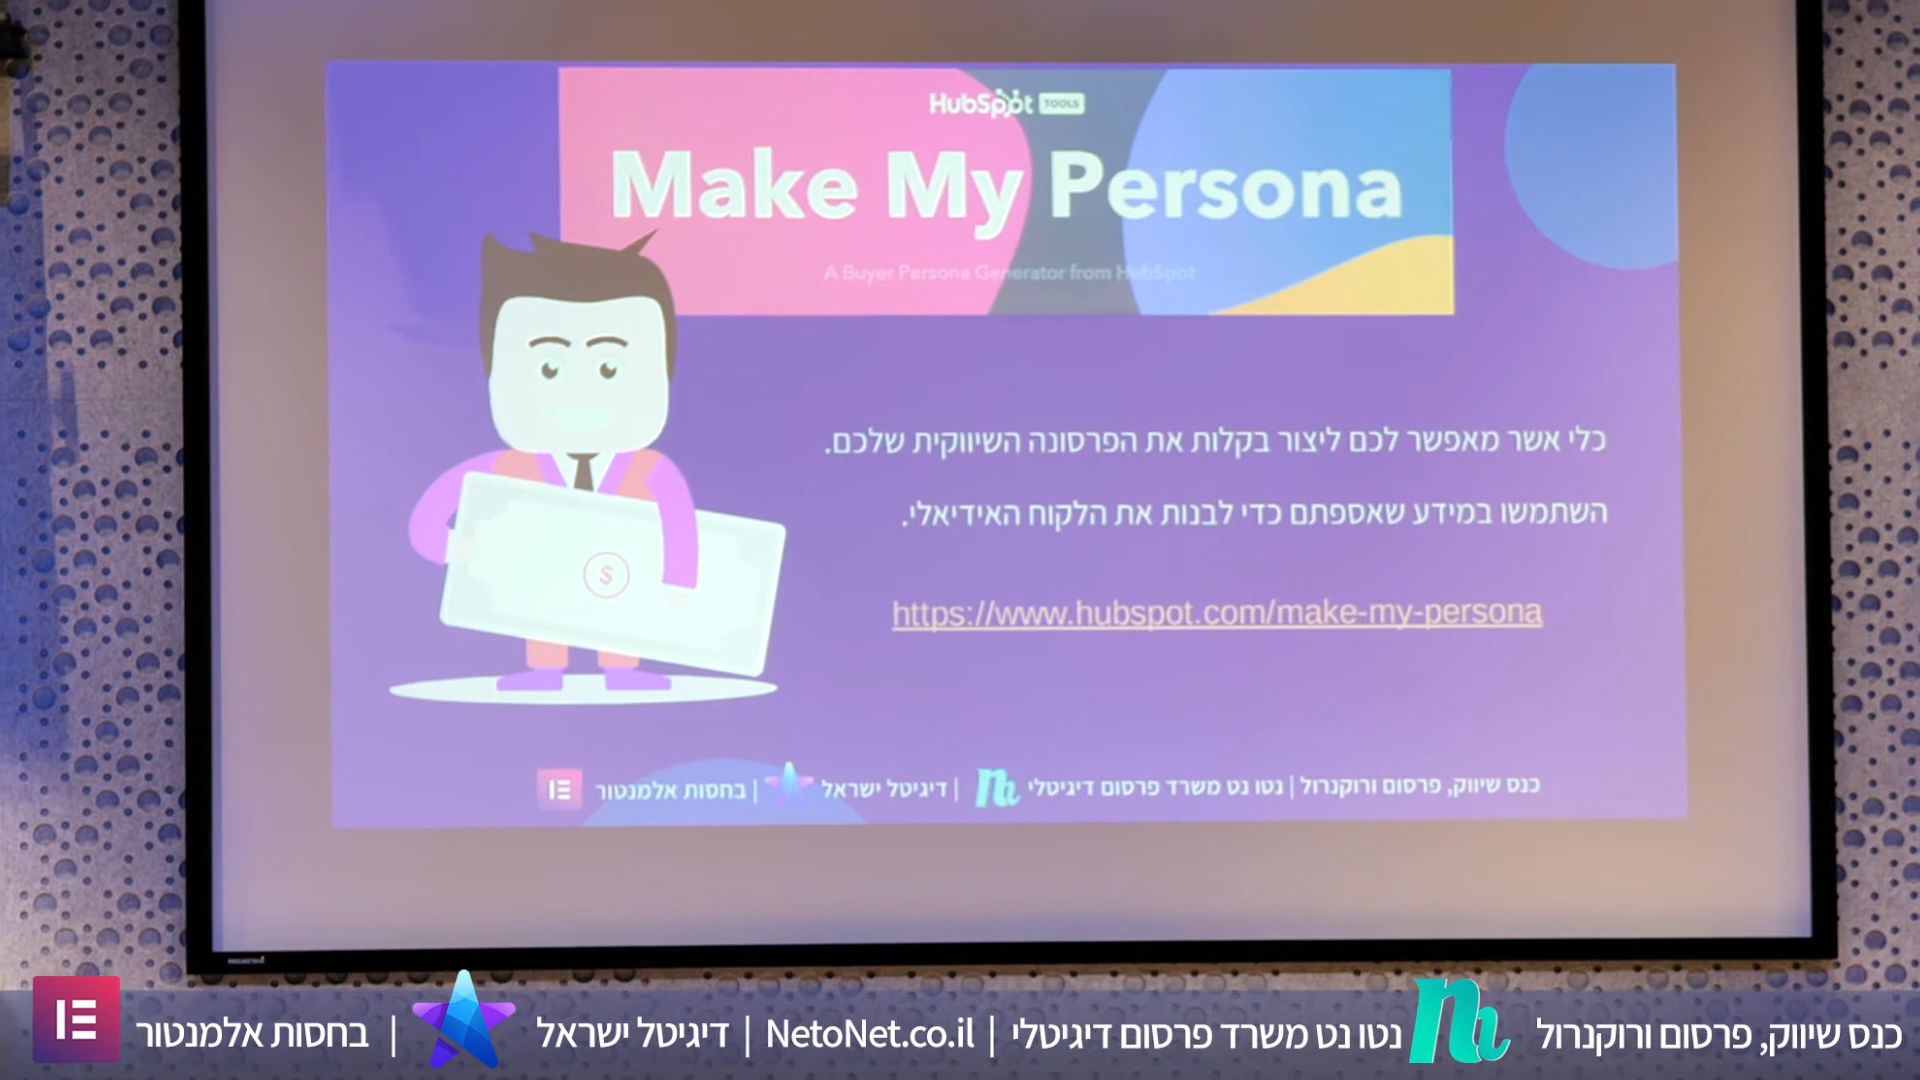 HubSpot TOOLS
Make My Persona
A Buyer Persona Generator from HubSpot
כלי אשר מאפשר לכם ליצור בקלות את הפרסונה השיווקית שלכם.
השתמשו במידע שאספתם כדי לבנות את הלקוח האידיאלי.
$
https://www.hubspot.com/make-my-persona
כנס שיווק, פרסום ורוקנרול | נטו נט משרד פרסום דיגיטלי | דיגיטל ישראל | בחסות אלמנטור
כנס שיווק, פרסום ורוקנרול נטו נט משרד פרסום דיגיטלי | NetoNet.co.il | דיגיטל ישראל | בחסות אלמנטור